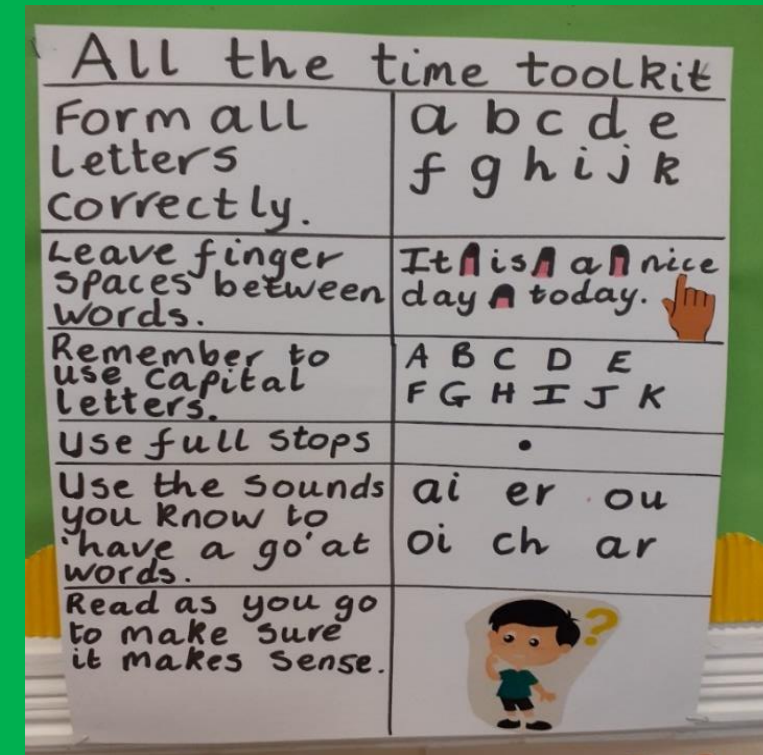 All the time toolkit
Form all
letters
correctly.
a b c d e
f g h i j k
Leave finger
spaces between
words.
It is a nice
day today.
Remember to
use capital
letters.
A B C D E
F G H I J K
Use full stops
.
Use the sounds
you know to
'have a go' at
words.
ai er ou
oi ch ar
Read as you go
to make sure
it makes sense.
?